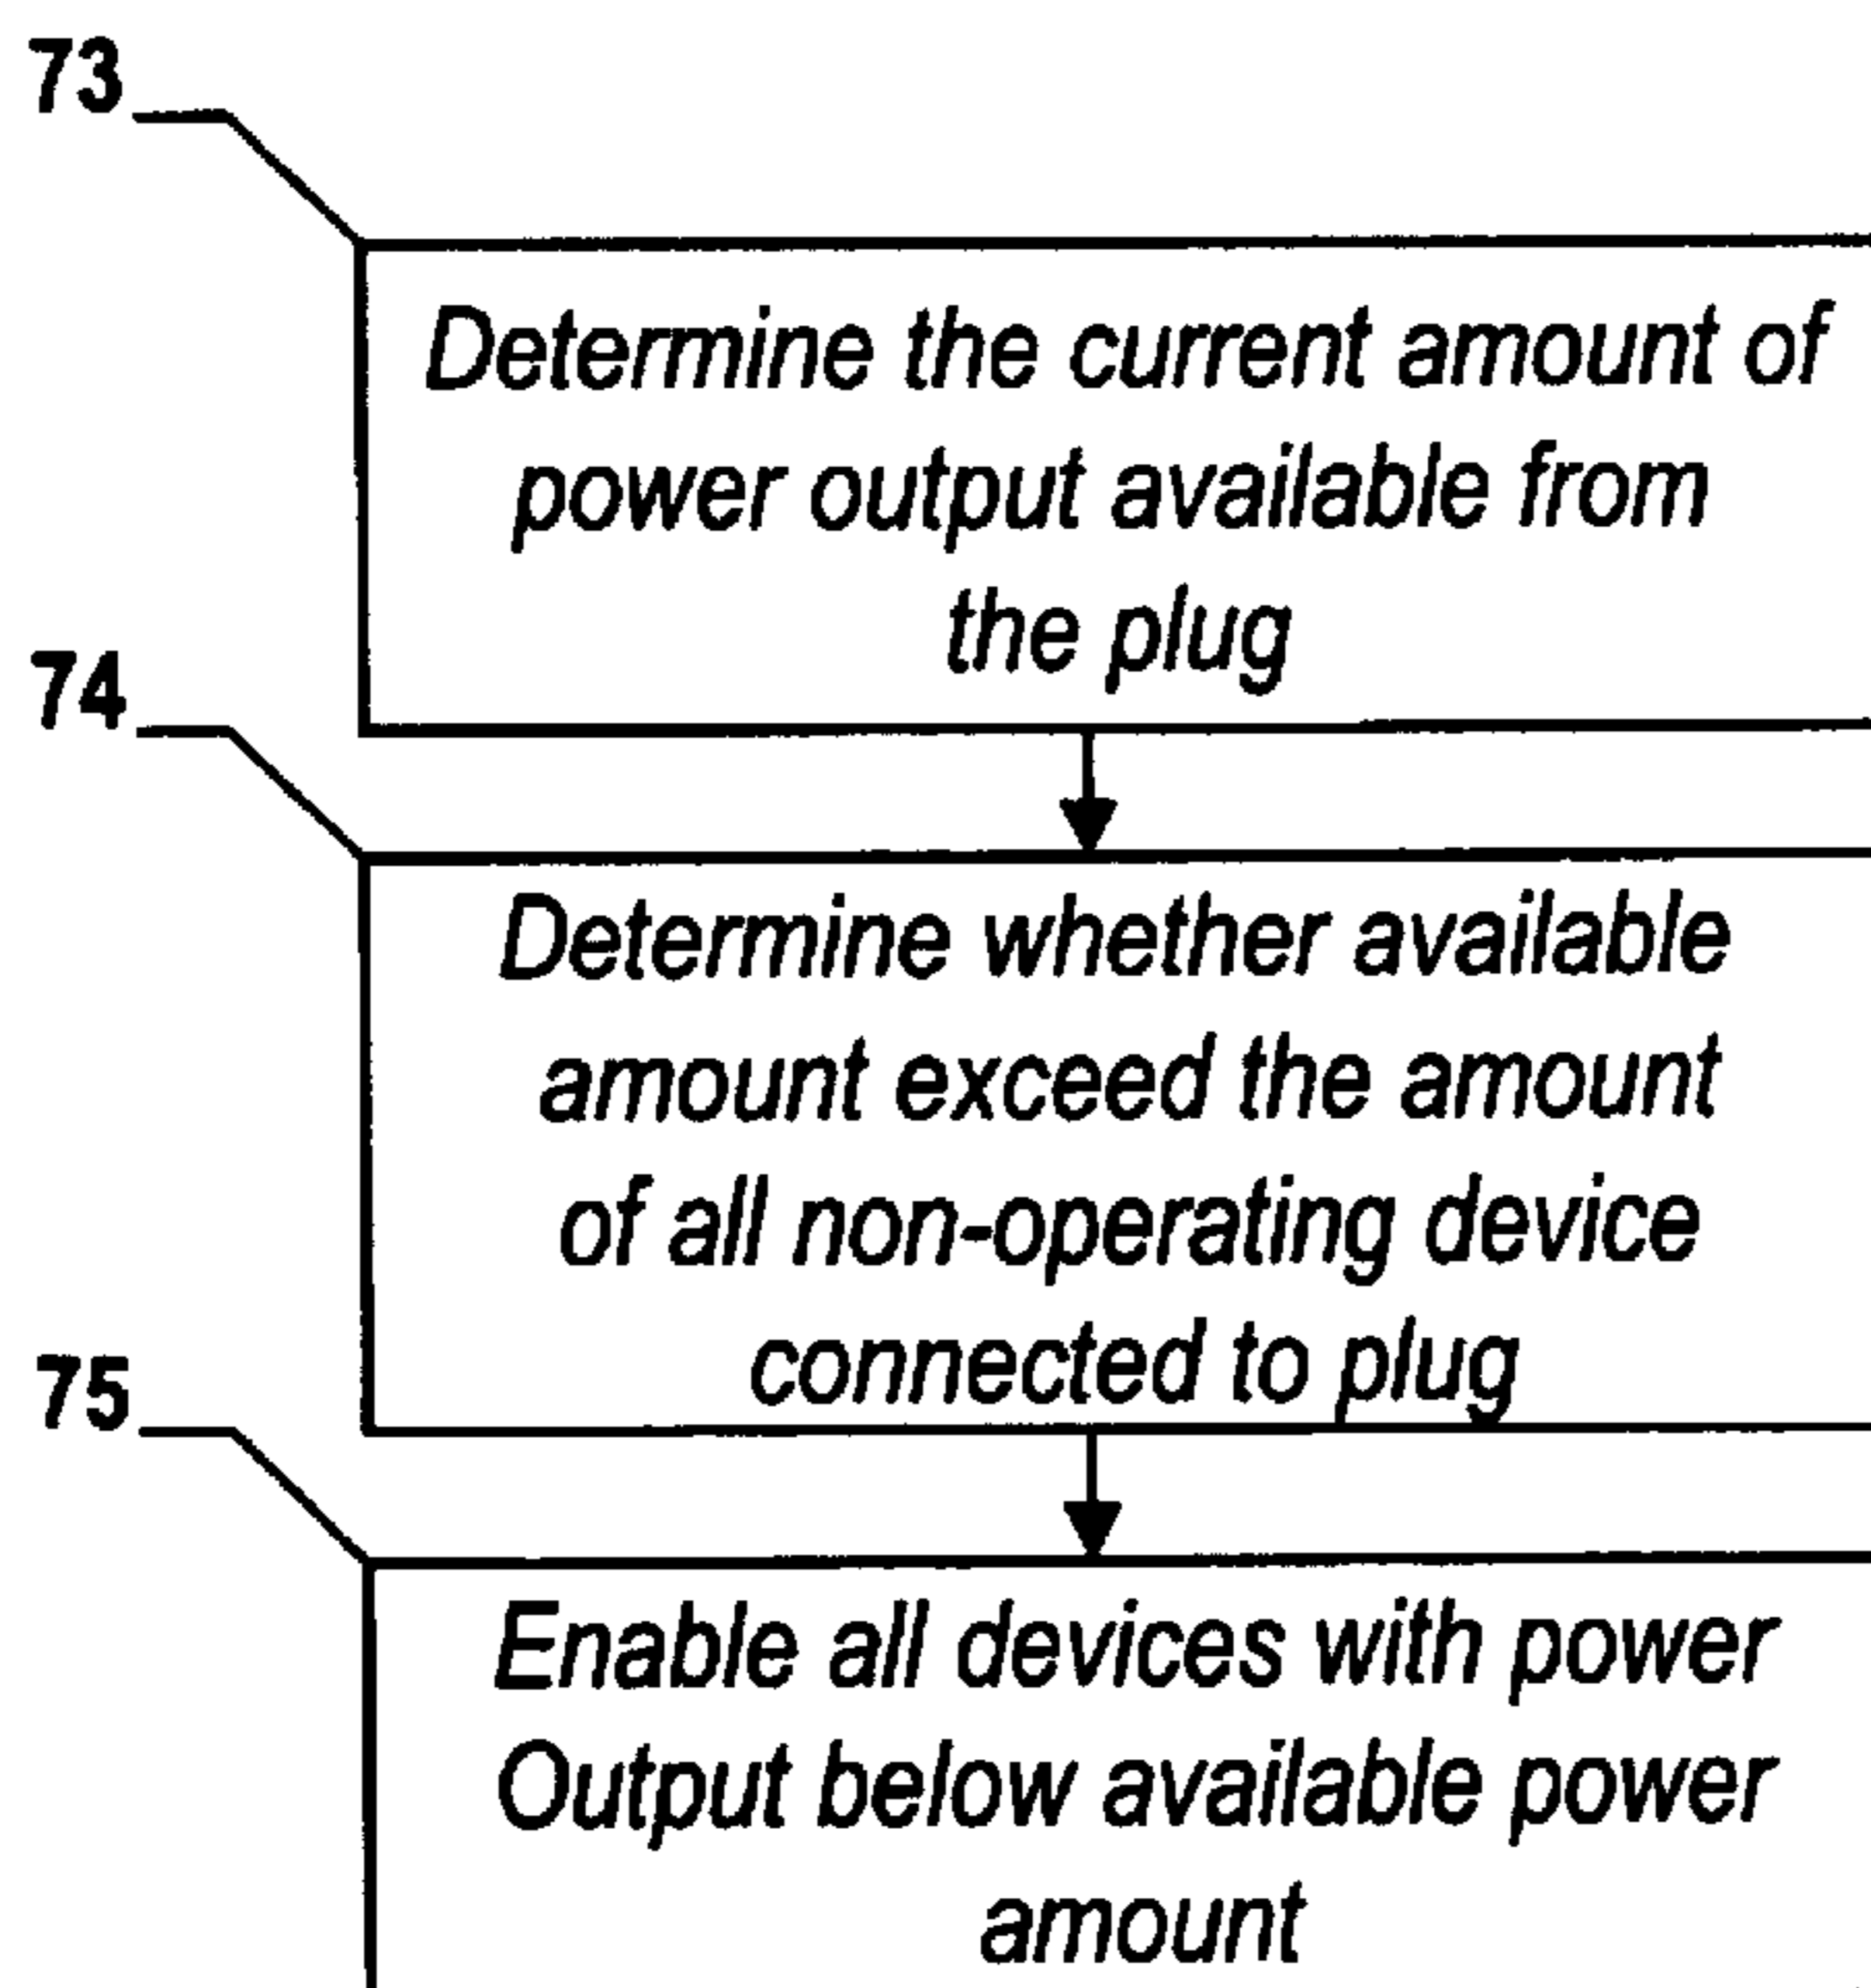 73
Determine the current amount of
power output available from
the plug
74
Determine whether available
amount exceed the amount
of all non-operating device
connected to plug
75
Enable all devices with power
Output below available power
amount